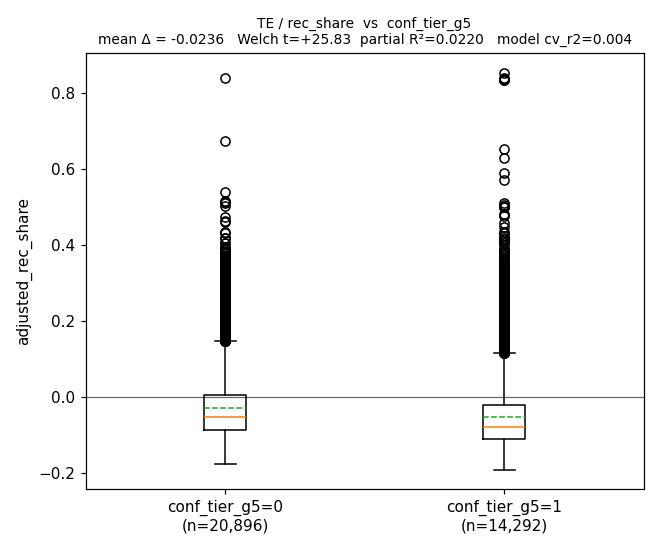 TE / rec_share vs conf_tier_g5
mean Δ = -0.0236 Welch t=+25.83 partial R²=0.0220 model cv_r2=0.004
adjusted_rec_share
0.8
0.6
0.4
0.2
0.0
−0.2
conf_tier_g5=0
(n=20,896)
conf_tier_g5=1
(n=14,292)